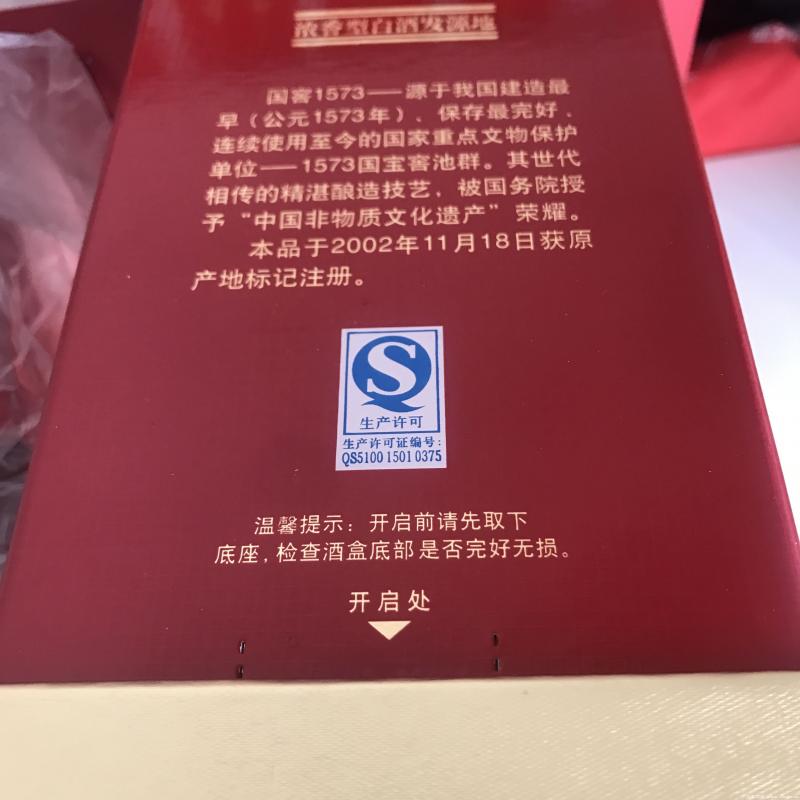 浓香型白酒发源地
国窖1573——源于我国建造最
早（公元1573年）、保存最完好、
连续使用至今的国家重点文物保护
单位——1573国宝窖池群。其世代
相传的精湛酿造技艺，被国务院授
予“中国非物质文化遗产”荣耀。
本品于2002年11月18日获原
产地标记注册。
生产许可
生产许可证编号：
QS5100 1501 0375
温馨提示：开启前请先取下
底座，检查酒盒底部是否完好无损。
开启处